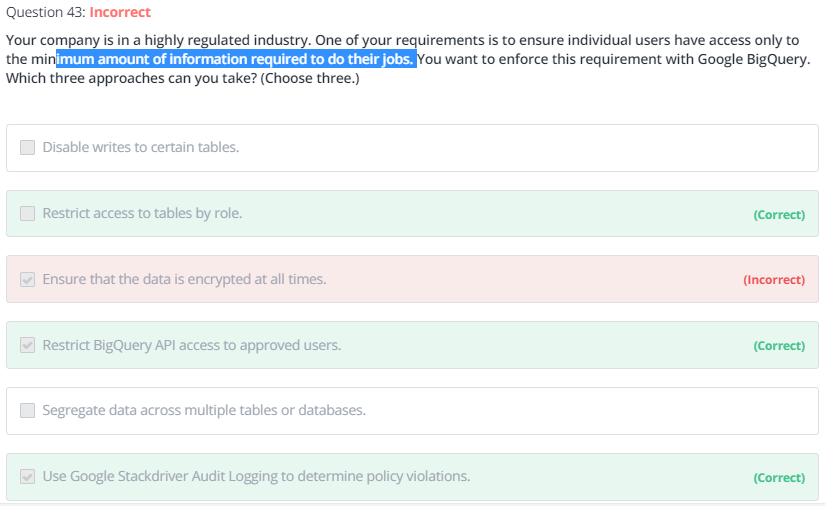 Question 43: Incorrect
Your company is in a highly regulated industry. One of your requirements is to ensure individual users have access only to
the minimum amount of information required to do their jobs. You want to enforce this requirement with Google BigQuery.
Which three approaches can you take? (Choose three.)
Disable writes to certain tables.
Restrict access to tables by role. (Correct)
Ensure that the data is encrypted at all times. (Incorrect)
Restrict BigQuery API access to approved users. (Correct)
Segregate data across multiple tables or databases.
Use Google Stackdriver Audit Logging to determine policy violations. (Correct)